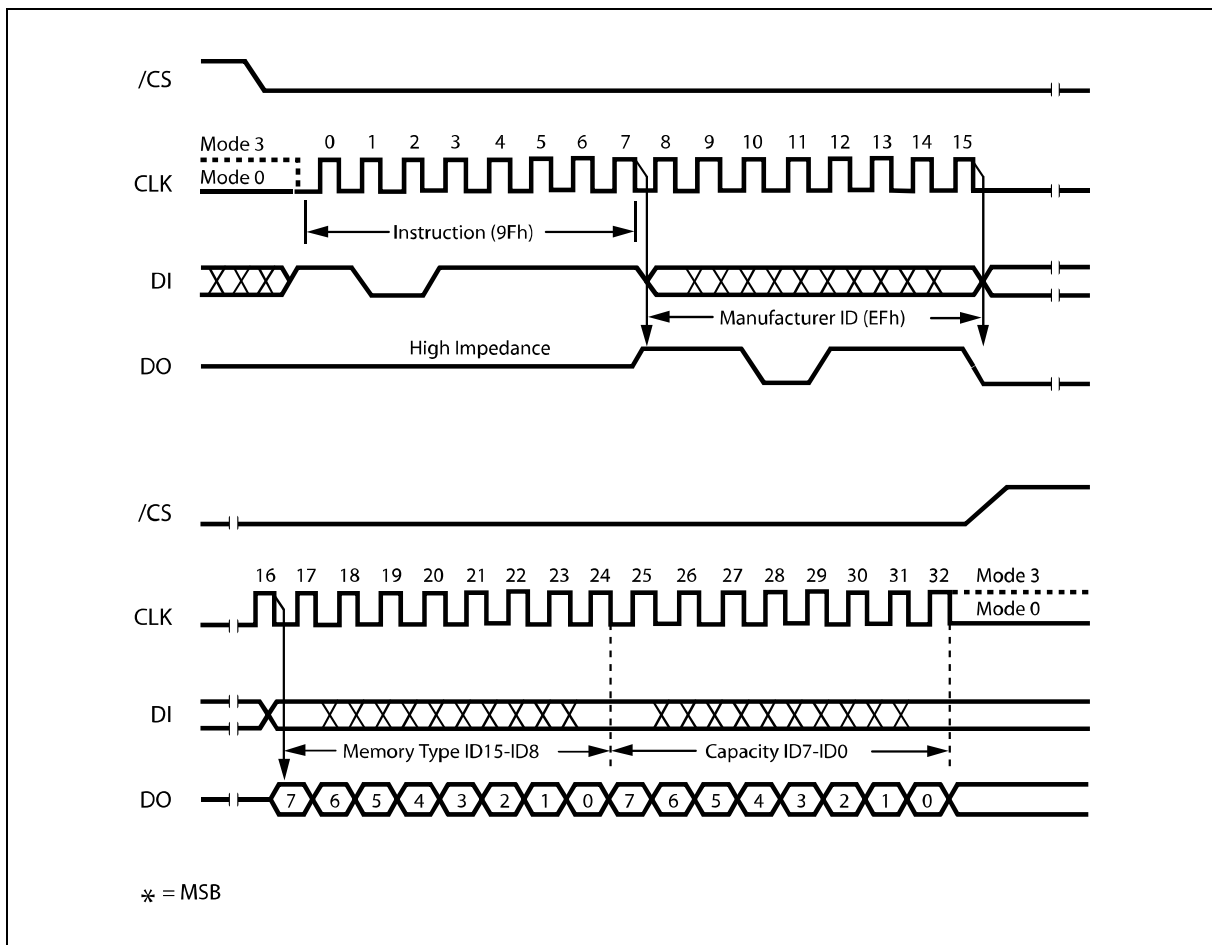 /CS
Mode 3
0 1 2 3 4 5 6 7 8 9 10 11 12 13 14 15
Mode 0
CLK
Instruction (9Fh)
DI
Manufacturer ID (EFh)
High Impedance
DO
/CS
16 17 18 19 20 21 22 23 24 25 26 27 28 29 30 31 32
Mode 3
Mode 0
CLK
DI
Memory Type ID15-ID8
Capacity ID7-ID0
DO
7 6 5 4 3 2 1 0 7 6 5 4 3 2 1 0
* = MSB